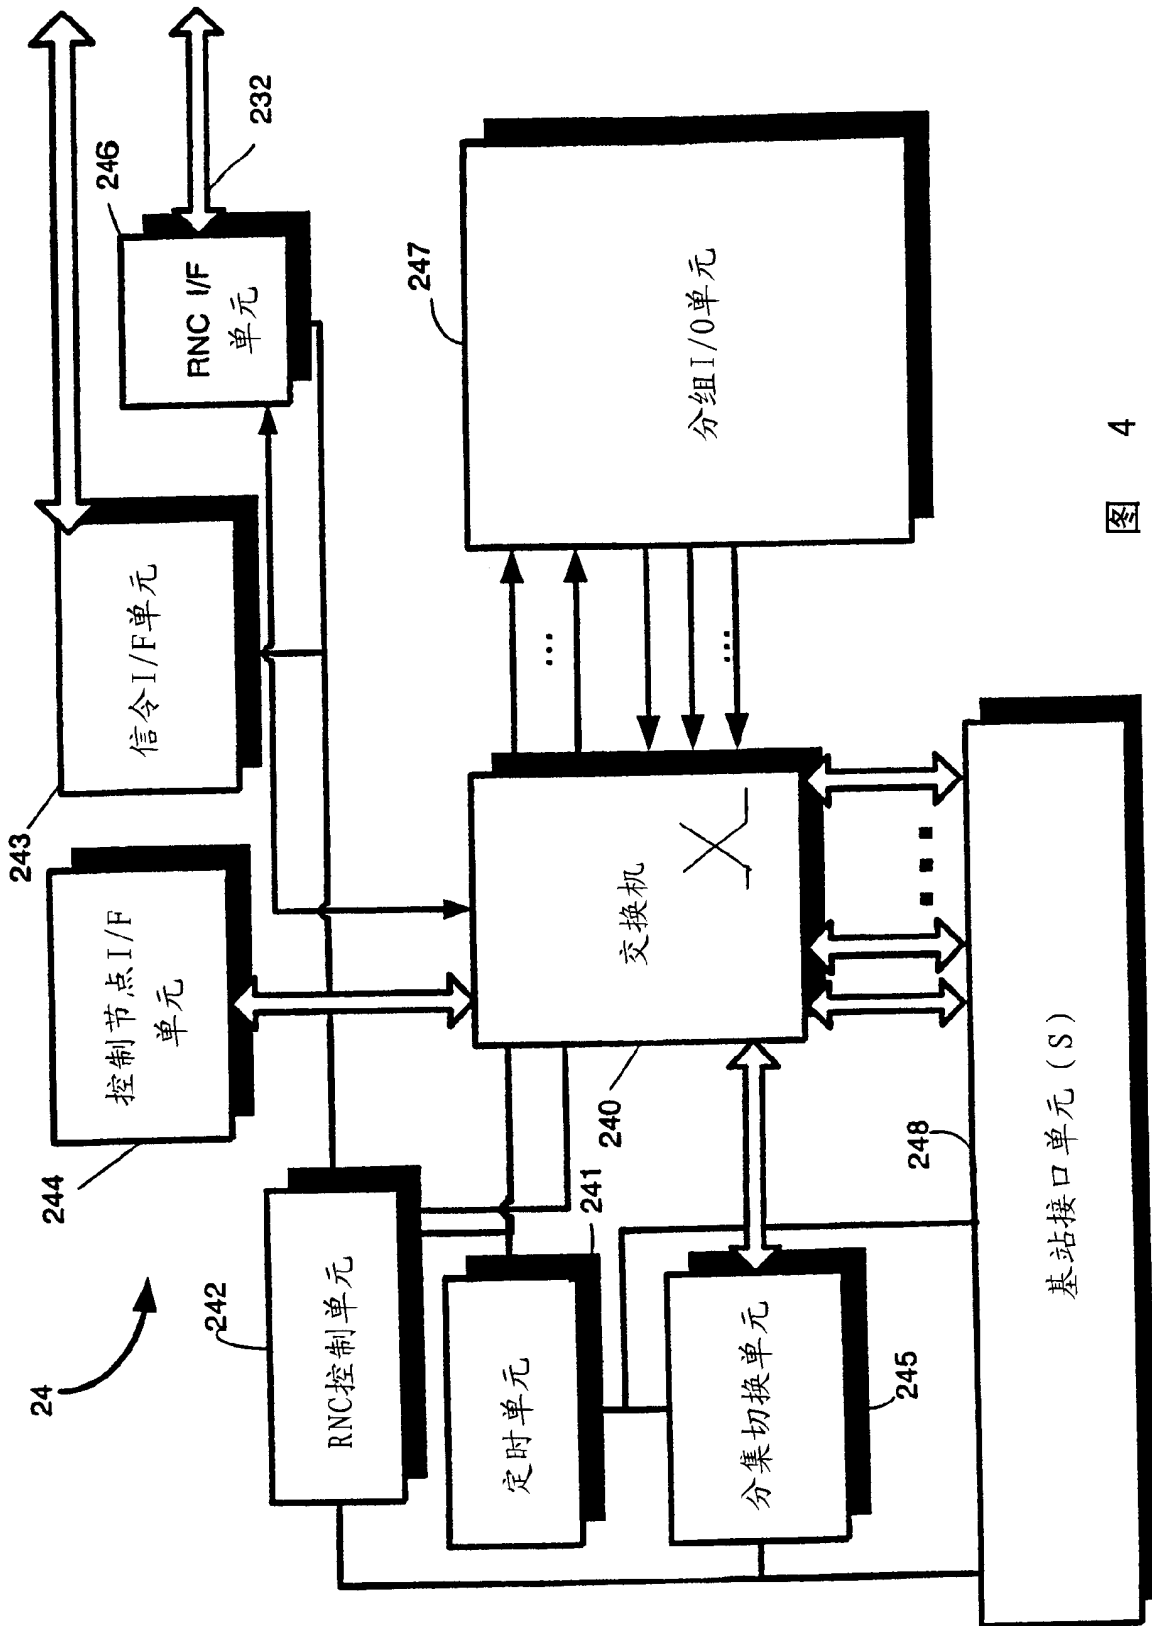 243
24
244
控制节点I/F
单元
信令I/F单元
246
232
RNC I/F
单元
242
RNC控制单元
247
定时单元
241
240
交换机
分组I/0单元
分集切换单元
245
248
基站接口单元(S)
图 4